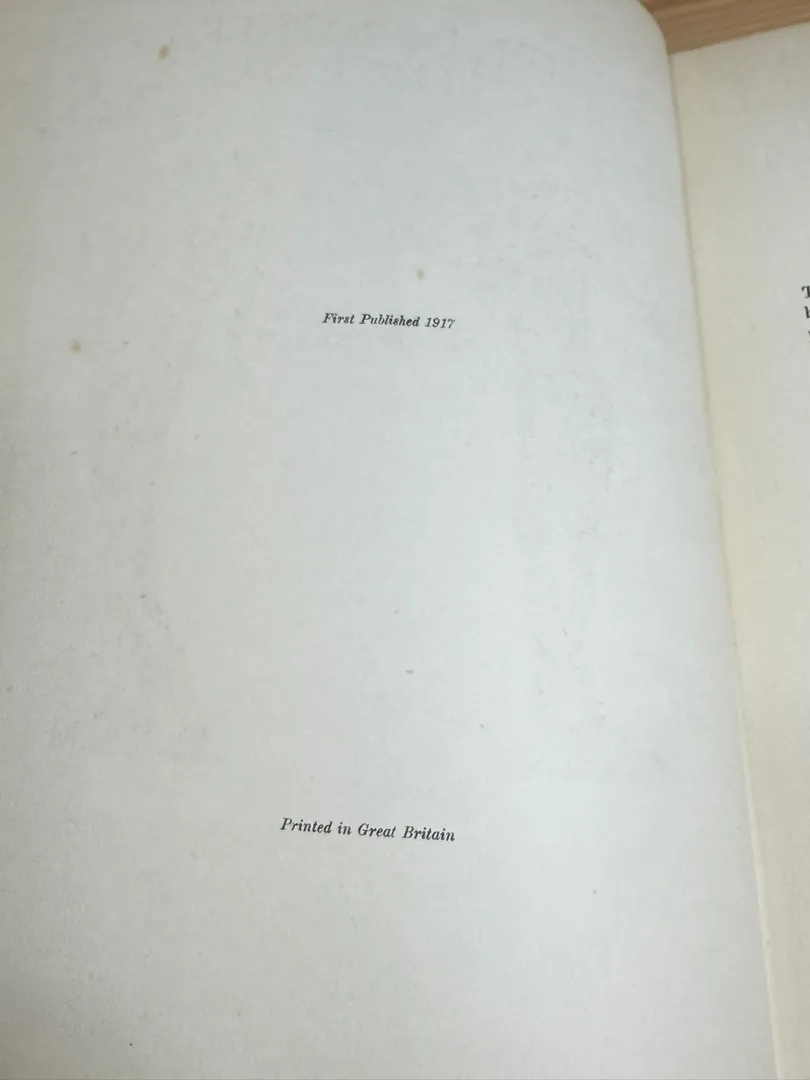 First Published 1917
Printed in Great Britain